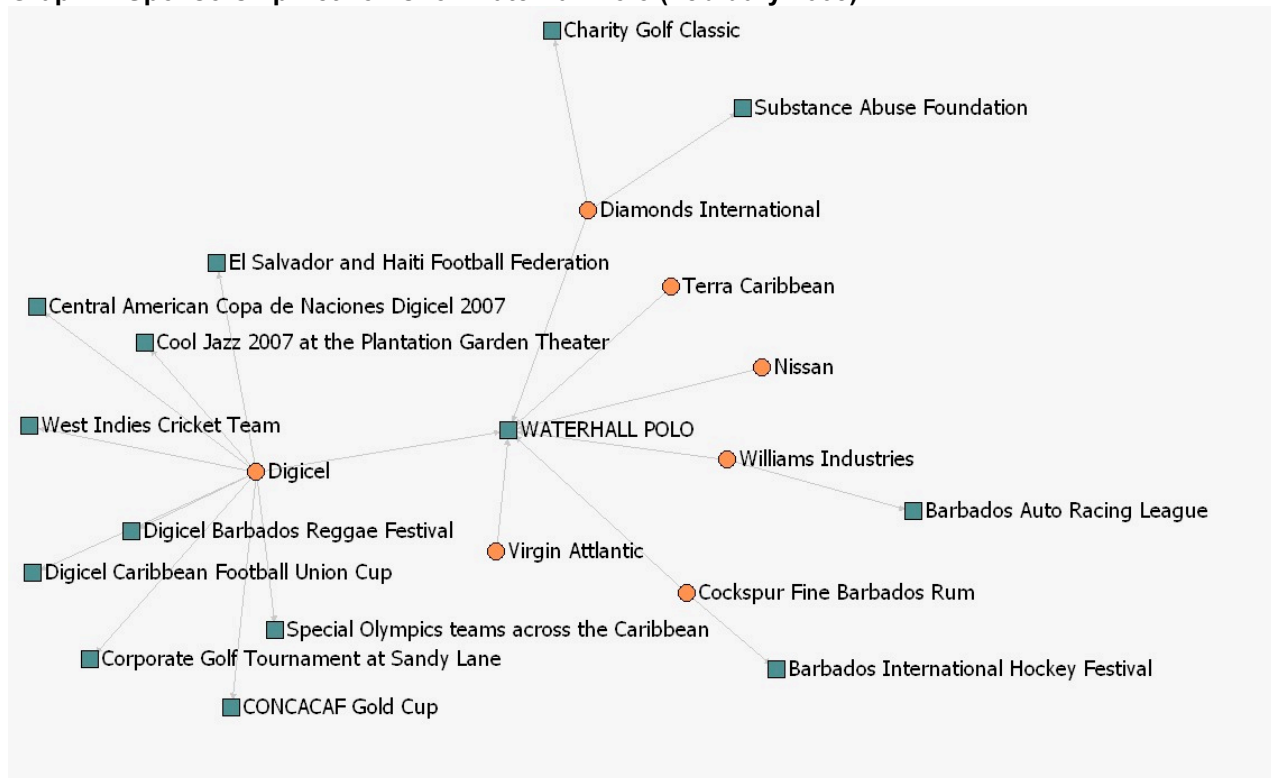 Charity Golf Classic
Substance Abuse Foundation
Diamonds International
El Salvador and Haiti Football Federation
Terra Caribbean
Central American Copa de Naciones Digicel 2007
Cool Jazz 2007 at the Plantation Garden Theater
Nissan
West Indies Cricket Team
WATERHALL POLO
Williams Industries
Digicel
Barbados Auto Racing League
Digicel Barbados Reggae Festival
Virgin Attlantic
Digicel Caribbean Football Union Cup
Cockspur Fine Barbados Rum
Special Olympics teams across the Caribbean
Corporate Golf Tournament at Sandy Lane
Barbados International Hockey Festival
CONCACAF Gold Cup